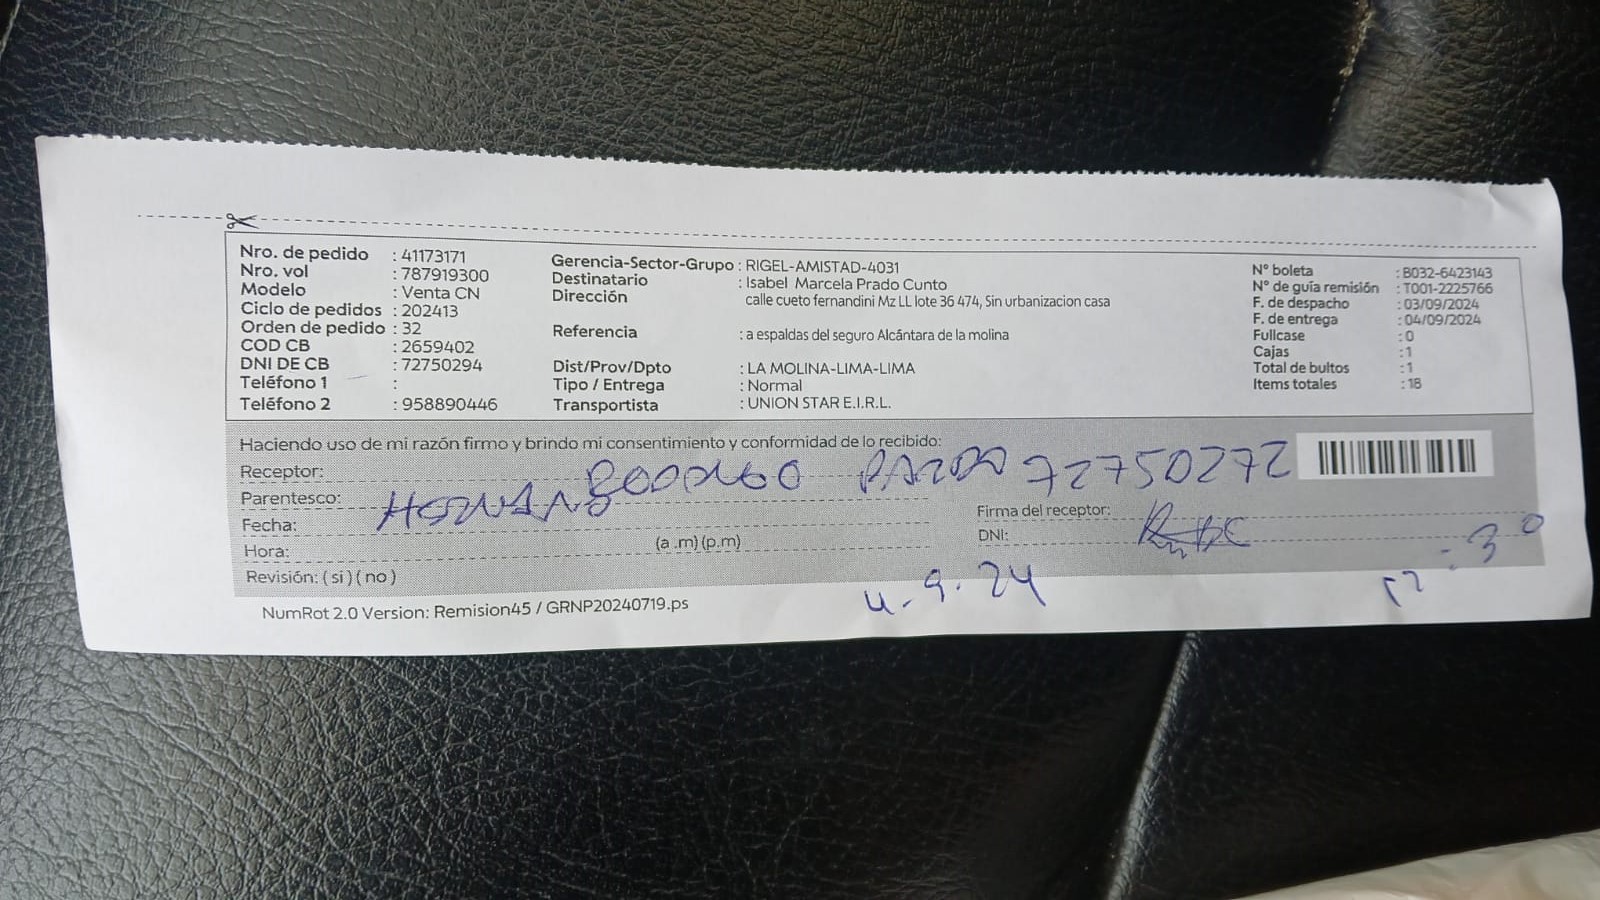 Nro. de pedido : 41173171
Nro. vol : 787919300
Modelo : Venta CN
Ciclo de pedidos : 202413
Orden de pedido : 32
COD CB : 2659402
DNI DE CB : 72750294
Teléfono 1 :
Teléfono 2 : 958890446
Gerencia-Sector-Grupo : RIGEL-AMISTAD-4031
Destinatario : Isabel Marcela Prado Cunto
Dirección calle cueto fernandini Mz LL lote 36 474, Sin urbanizacion casa
Referencia : a espaldas del seguro Alcántara de la molina
Dist/Prov/Dpto : LA MOLINA-LIMA-LIMA
Tipo / Entrega : Normal
Transportista : UNION STAR E.I.R.L.
N° boleta : B032-6423143
N° de guía remisión : T001-2225766
F. de despacho : 03/09/2024
F. de entrega : 04/09/2024
Fullcase : 0
Cajas : 1
Total de bultos : 1
Items totales : 18
Haciendo uso de mi razón firmo y brindo mi consentimiento y conformidad de lo recibido:
Receptor: 72750272
Parentesco:
Fecha:
Hora: (a .m) (p.m)
Firma del receptor:
DNI:
Revisión: ( si ) ( no )
4.9.24
NumRot 2.0 Version: Remision45 / GRNP20240719.ps